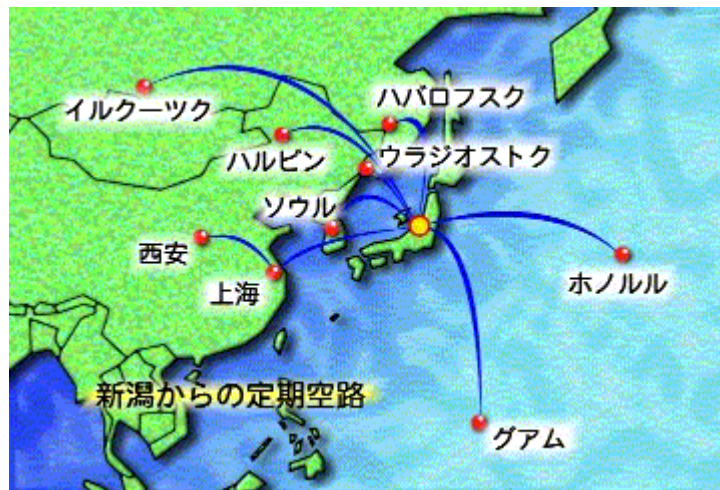 ハバロフスク
イルクーツク
ウラジオストク
ハルビン
ソウル
西安
上海
ホノルル
新潟からの定期空路
グアム